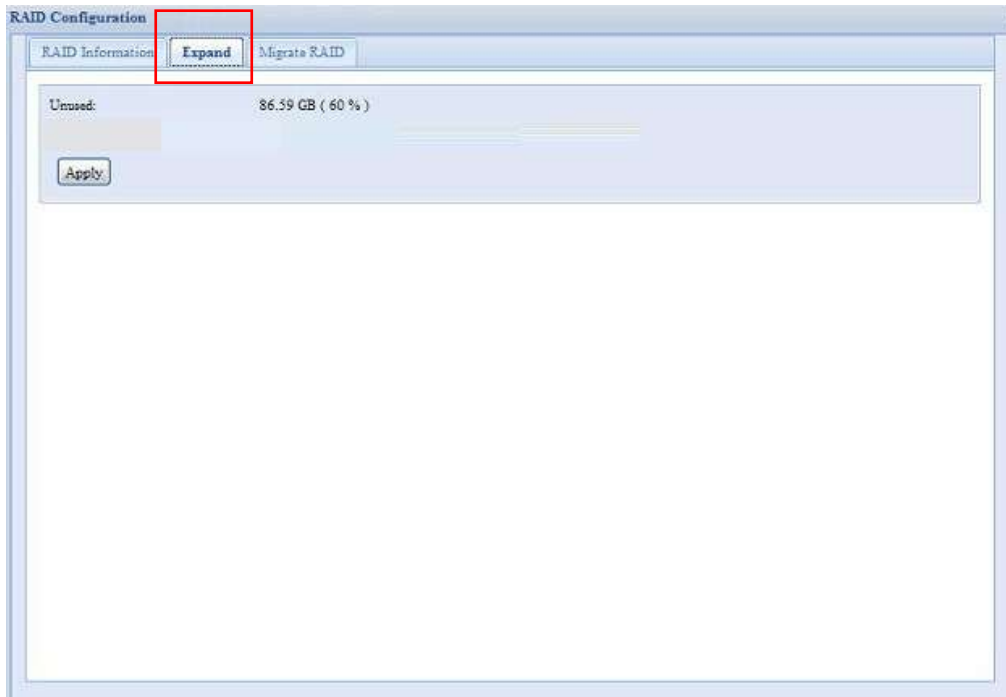 RAID Configuration
RAID Information Expand Migrate RAID
Unused: 86.59 GB ( 60 % )
Apply